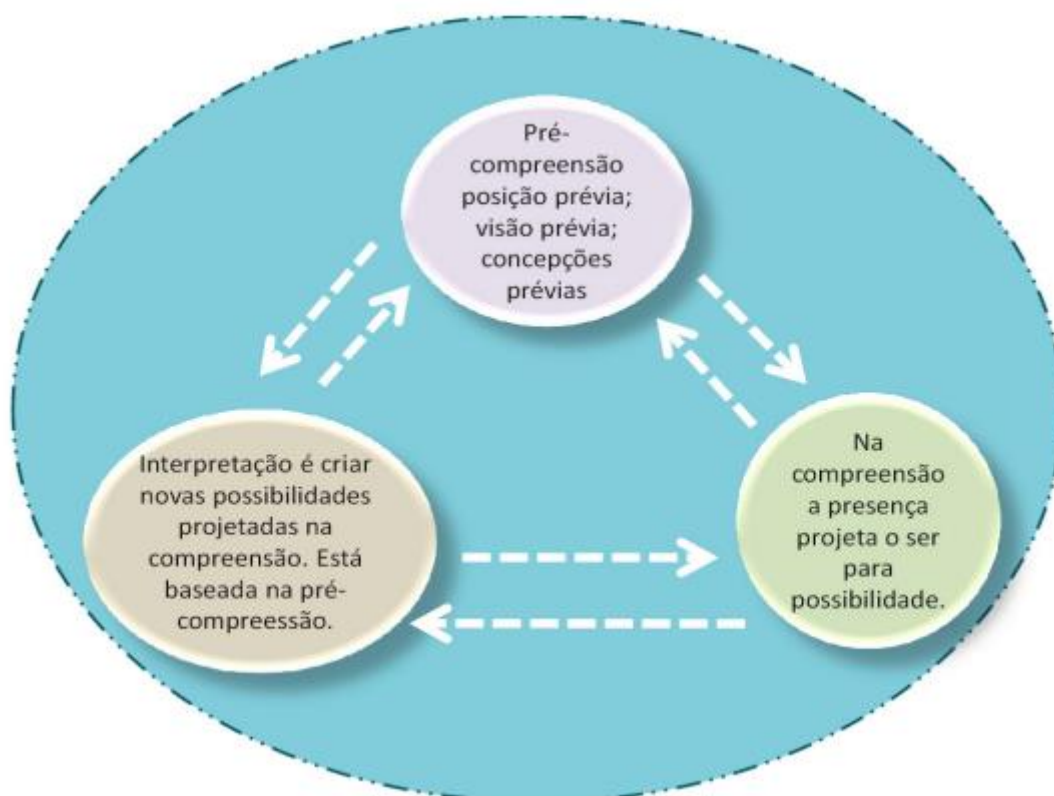 Pré-
compreensão
posição prévia;
visão prévia;
concepções
prévias
Interpretação é criar
novas possibilidades
projetadas na
compreensão. Está
baseada na pré-
compreessão.
Na
compreensão
a presença
projeta o ser
para
possibilidade.